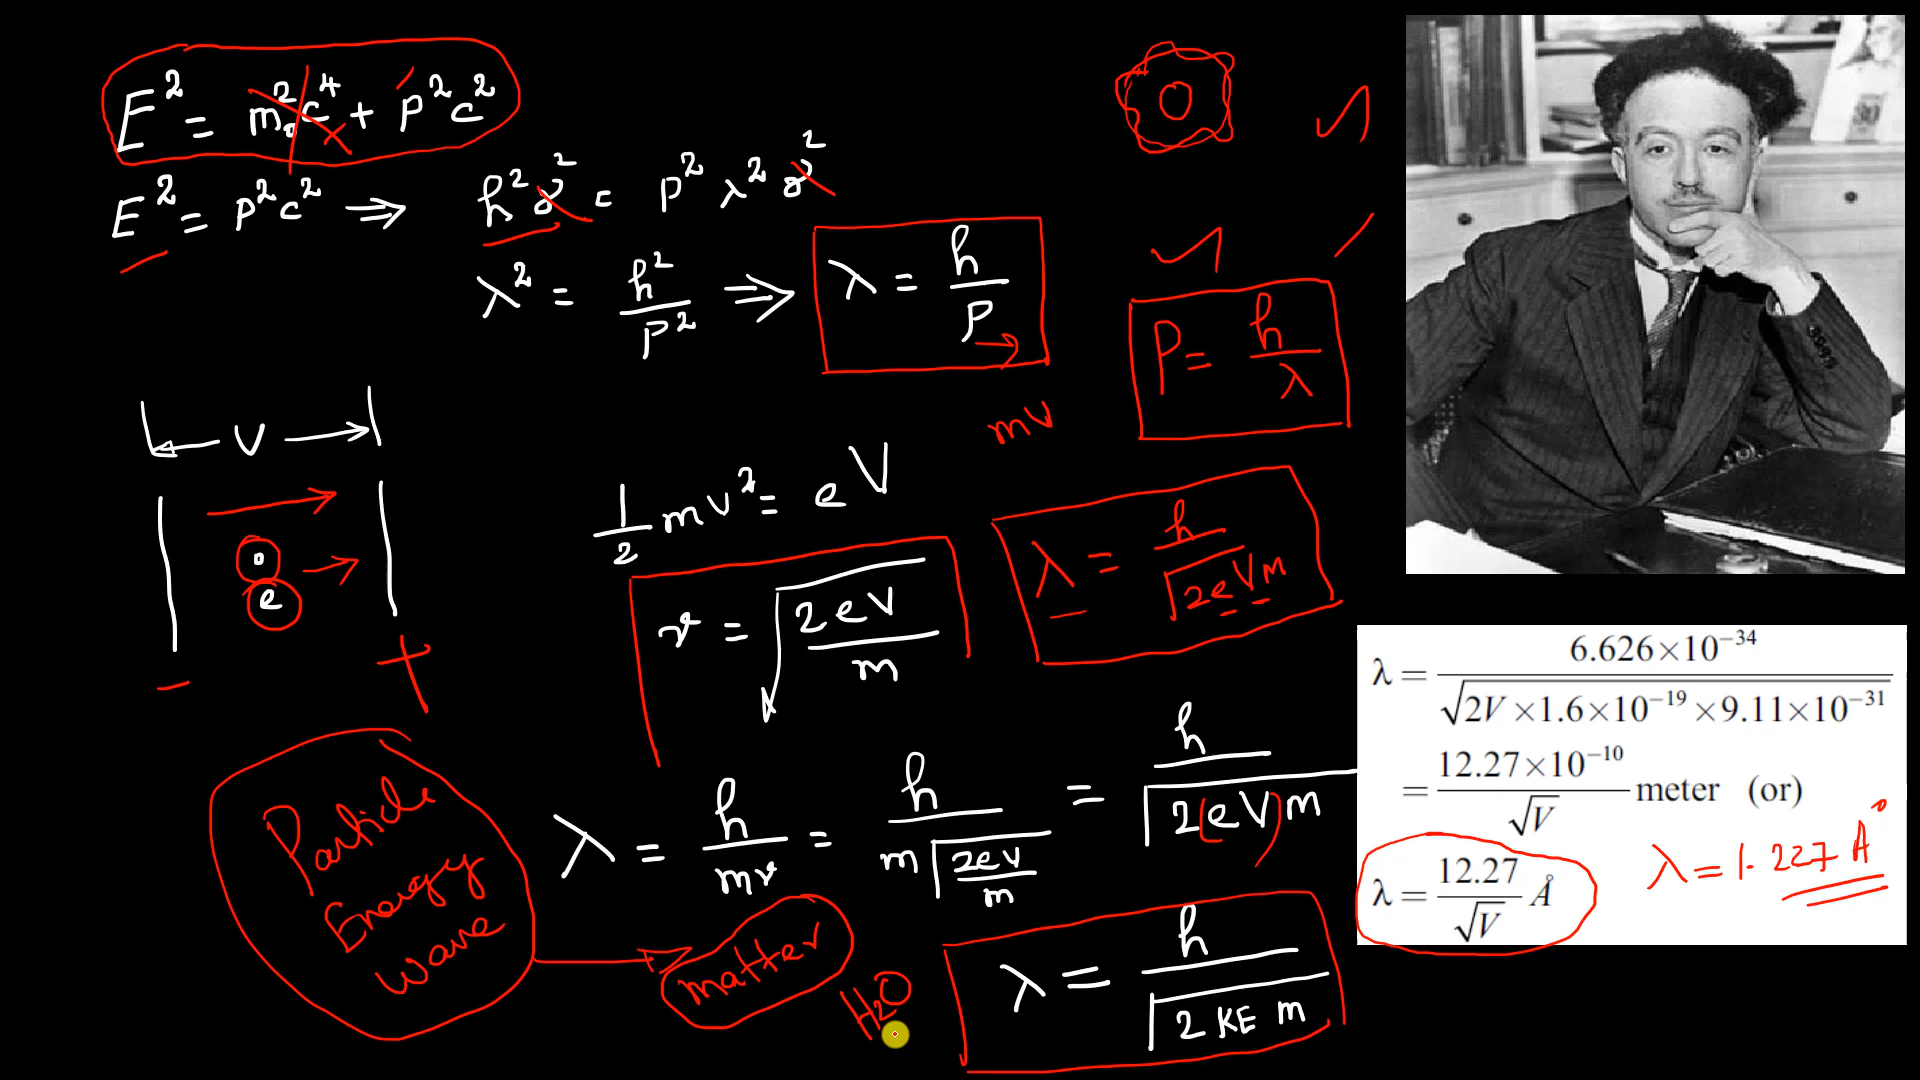 E² = m₀²c⁴ + p²c²
E² = p²c² ⇒ h²ν² = p²λ²ν²
λ² = h²/p² ⇒ λ = h/p
P = h/λ
mv
V
½mv² = eV
e
v = √(2eV/m)
λ = h/√(2eVm)
− +
λ = h/mv = h/(m√(2eV/m)) = h/√(2(eV)m)
λ = h/√(2 KE m)
Particle
Energy
wave
matter
H₂O
λ = 6.626×10⁻³⁴/√(2V×1.6×10⁻¹⁹×9.11×10⁻³¹)
= 12.27×10⁻¹⁰/√V meter (or)
λ = 12.27/√V Å
λ = 1.227 A°